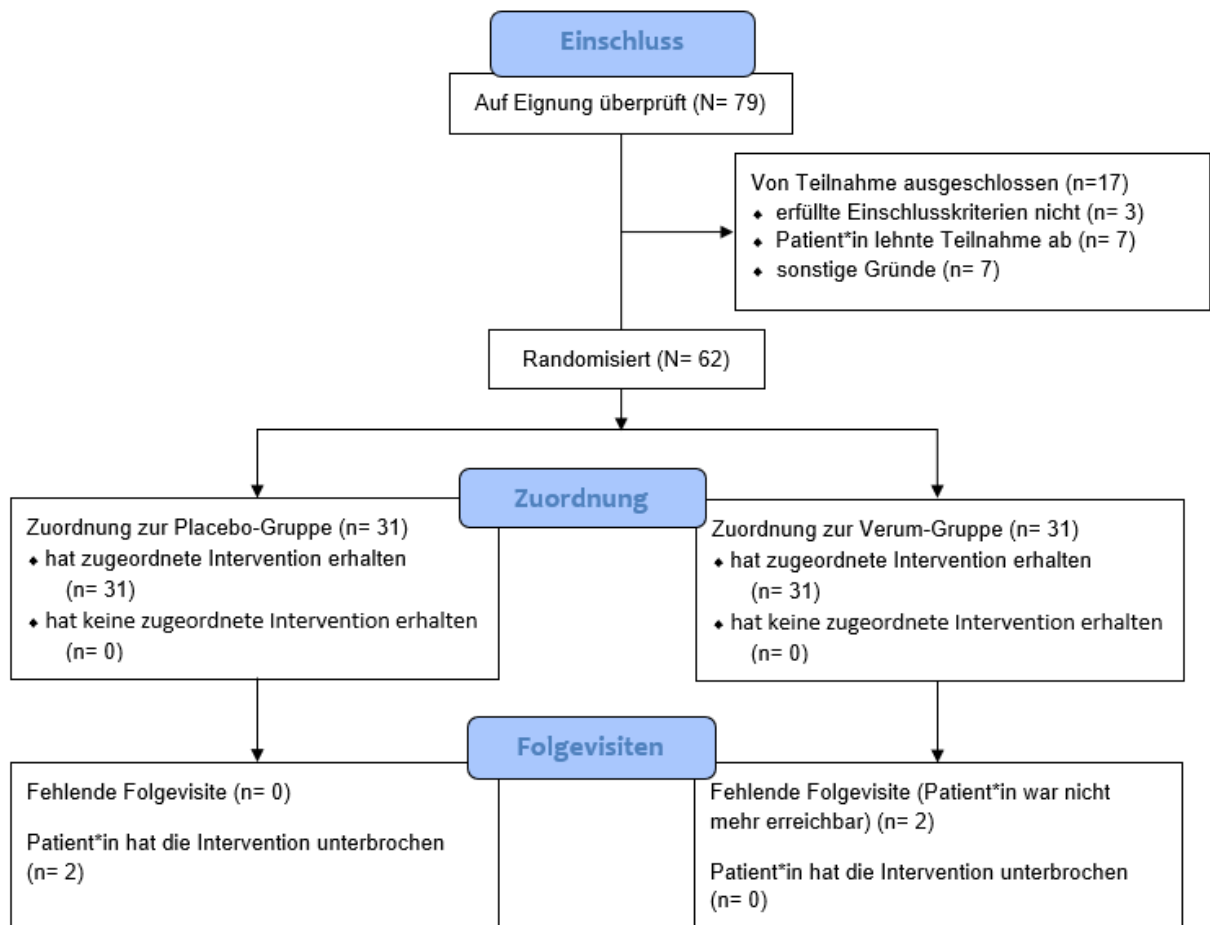 Einschluss
Auf Eignung überprüft (N= 79)
Von Teilnahme ausgeschlossen (n=17)
⬥ erfüllte Einschlusskriterien nicht (n= 3)
⬥ Patient*in lehnte Teilnahme ab (n= 7)
⬥ sonstige Gründe (n= 7)
Randomisiert (N= 62)
Zuordnung
Zuordnung zur Placebo-Gruppe (n= 31)
⬥ hat zugeordnete Intervention erhalten
(n= 31)
⬥ hat keine zugeordnete Intervention erhalten
(n= 0)
Zuordnung zur Verum-Gruppe (n= 31)
⬥ hat zugeordnete Intervention erhalten
(n= 31)
⬥ hat keine zugeordnete Intervention erhalten
(n= 0)
Folgevisiten
Fehlende Folgevisite (n= 0)
Patient*in hat die Intervention unterbrochen
(n= 2)
Fehlende Folgevisite (Patient*in war nicht
mehr erreichbar) (n= 2)
Patient*in hat die Intervention unterbrochen
(n= 0)